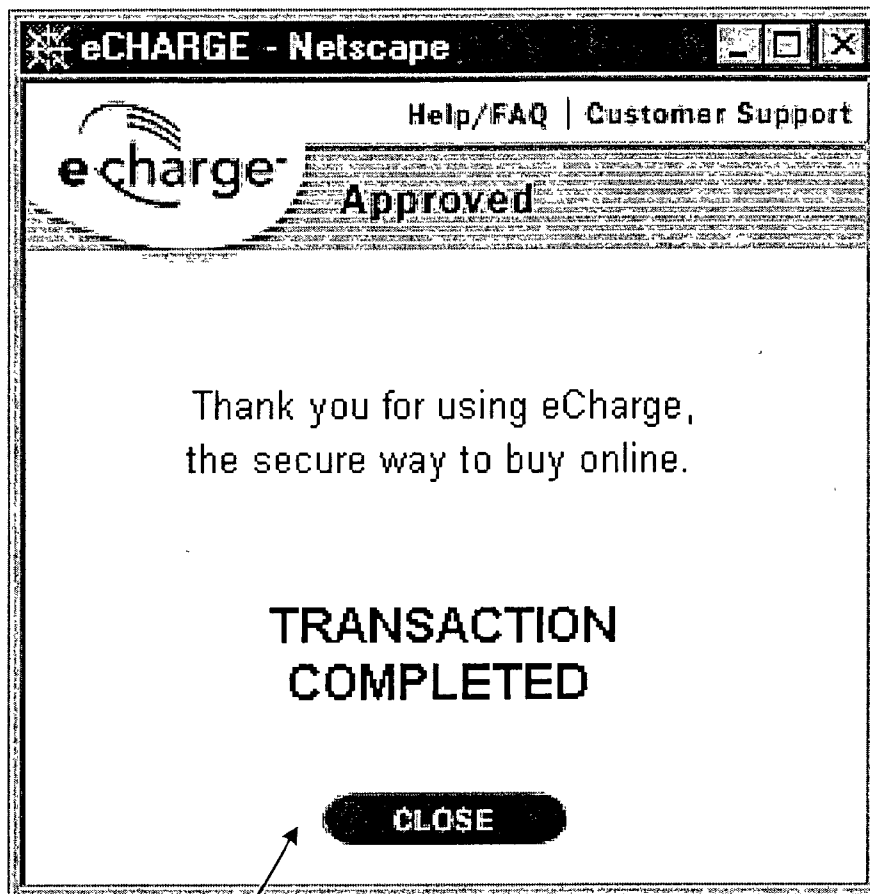 eCHARGE - Netscape
Help/FAQ | Customer Support
e charge
Approved
Thank you for using eCharge,
the secure way to buy online.
TRANSACTION
COMPLETED
CLOSE